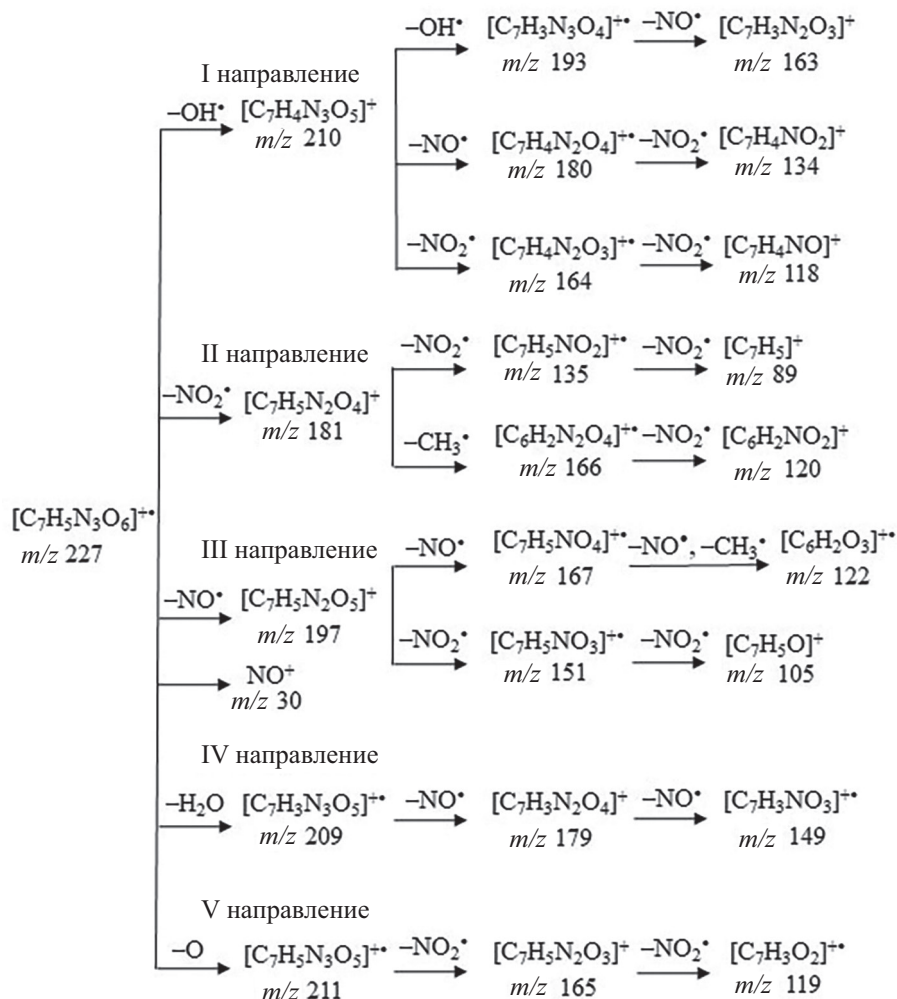 –OH• [C₇H₃N₃O₄]⁺• –NO• [C₇H₃N₂O₃]⁺
m/z 193 m/z 163
I направление
–OH• [C₇H₄N₃O₅]⁺
m/z 210
–NO• [C₇H₄N₂O₄]⁺• –NO₂• [C₇H₄NO₂]⁺
m/z 180 m/z 134
–NO₂• [C₇H₄N₂O₃]⁺• –NO₂• [C₇H₄NO]⁺
m/z 164 m/z 118
II направление
–NO₂• [C₇H₅NO₂]⁺• –NO₂• [C₇H₅]⁺
m/z 135 m/z 89
–NO₂• [C₇H₅N₂O₄]⁺
m/z 181
–CH₃• [C₆H₂N₂O₄]⁺• –NO₂• [C₆H₂NO₂]⁺
m/z 166 m/z 120
[C₇H₅N₃O₆]⁺•
m/z 227
III направление
–NO• [C₇H₅NO₄]⁺• –NO•, –CH₃• [C₆H₂O₃]⁺•
m/z 167 m/z 122
–NO• [C₇H₅N₂O₅]⁺
m/z 197
–NO₂• [C₇H₅NO₃]⁺• –NO₂• [C₇H₅O]⁺
m/z 151 m/z 105
NO⁺
m/z 30
IV направление
–H₂O [C₇H₃N₃O₅]⁺• –NO• [C₇H₃N₂O₄]⁺ –NO• [C₇H₃NO₃]⁺•
m/z 209 m/z 179 m/z 149
V направление
–O [C₇H₅N₃O₅]⁺• –NO₂• [C₇H₅N₂O₃]⁺ –NO₂• [C₇H₃O₂]⁺•
m/z 211 m/z 165 m/z 119